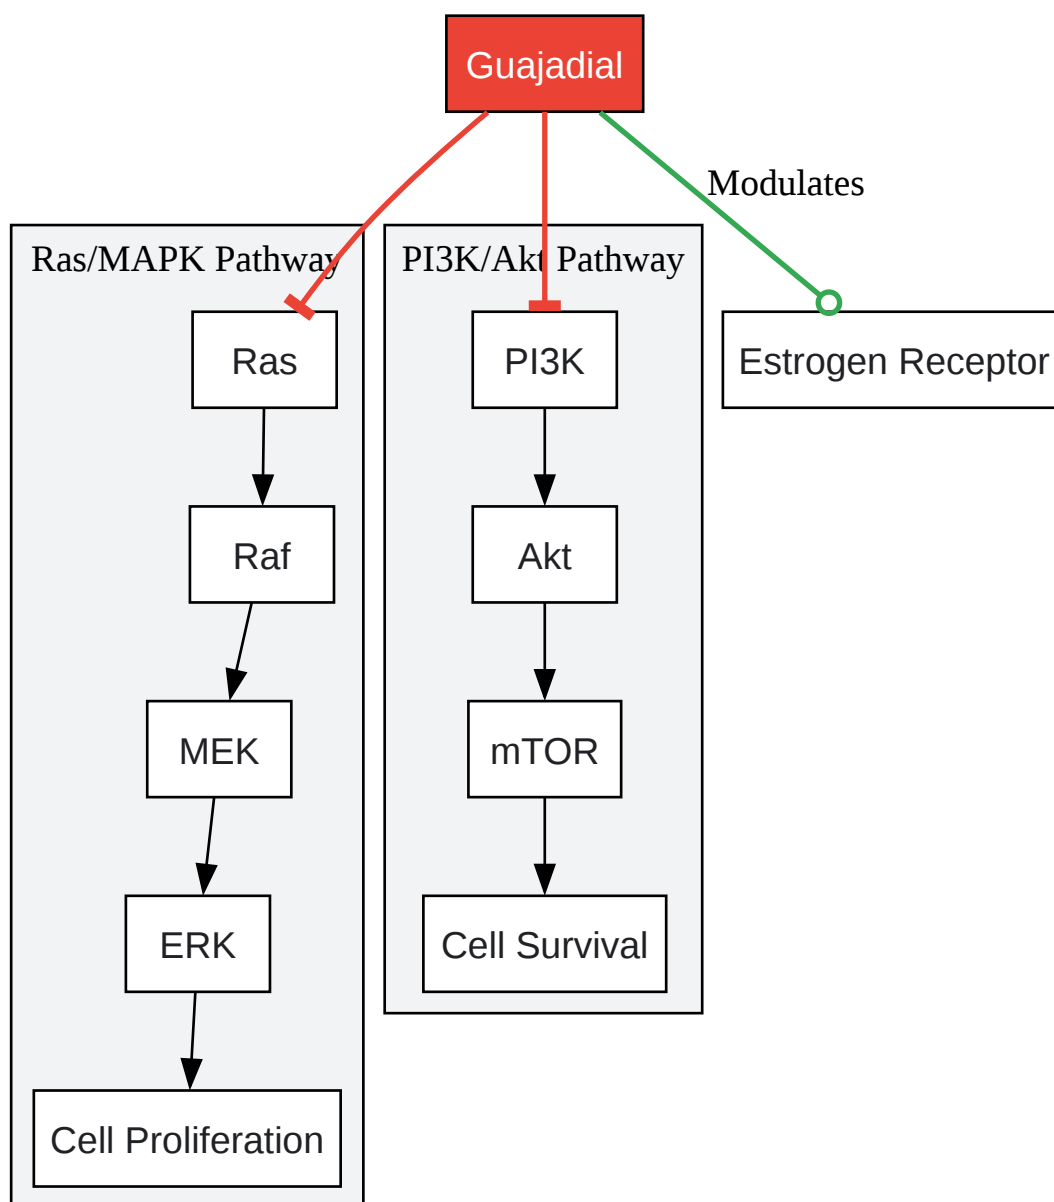 Guajadial
Modulates
Ras/MAPK Pathway
PI3K/Akt Pathway
Ras
PI3K
Estrogen Receptor
Raf
Akt
MEK
mTOR
ERK
Cell Survival
Cell Proliferation